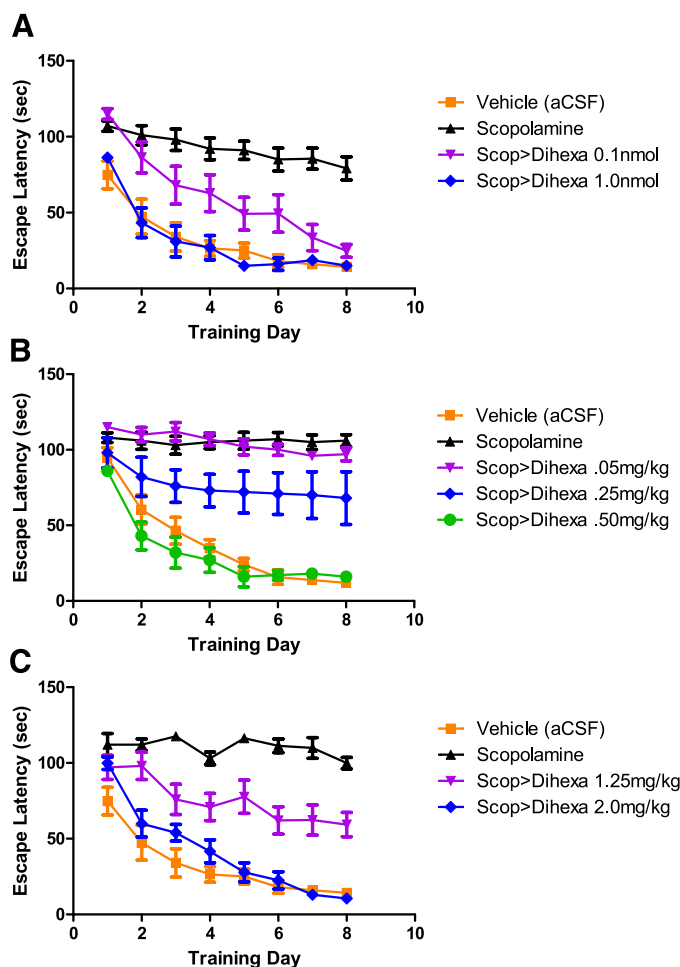 A
Escape Latency (sec)
150
100
50
0
0 2 4 6 8 10
Training Day
Vehicle (aCSF)
Scopolamine
Scop>Dihexa 0.1nmol
Scop>Dihexa 1.0nmol
B
Escape Latency (sec)
150
100
50
0
0 2 4 6 8 10
Training Day
Vehicle (aCSF)
Scopolamine
Scop>Dihexa .05mg/kg
Scop>Dihexa .25mg/kg
Scop>Dihexa .50mg/kg
C
Escape Latency (sec)
150
100
50
0
0 2 4 6 8 10
Training Day
Vehicle (aCSF)
Scopolamine
Scop>Dihexa 1.25mg/kg
Scop>Dihexa 2.0mg/kg